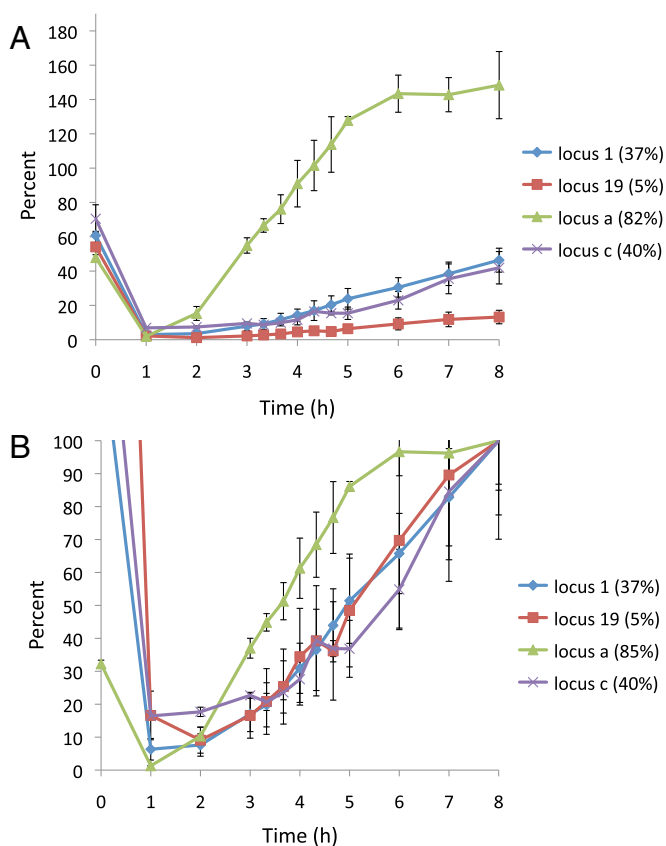 A
180
160
140
120
100
80
60
40
20
0
Percent
0 1 2 3 4 5 6 7 8
Time (h)
locus 1 (37%)
locus 19 (5%)
locus a (82%)
locus c (40%)
B
100
90
80
70
60
50
40
30
20
10
0
Percent
0 1 2 3 4 5 6 7 8
Time (h)
locus 1 (37%)
locus 19 (5%)
locus a (85%)
locus c (40%)